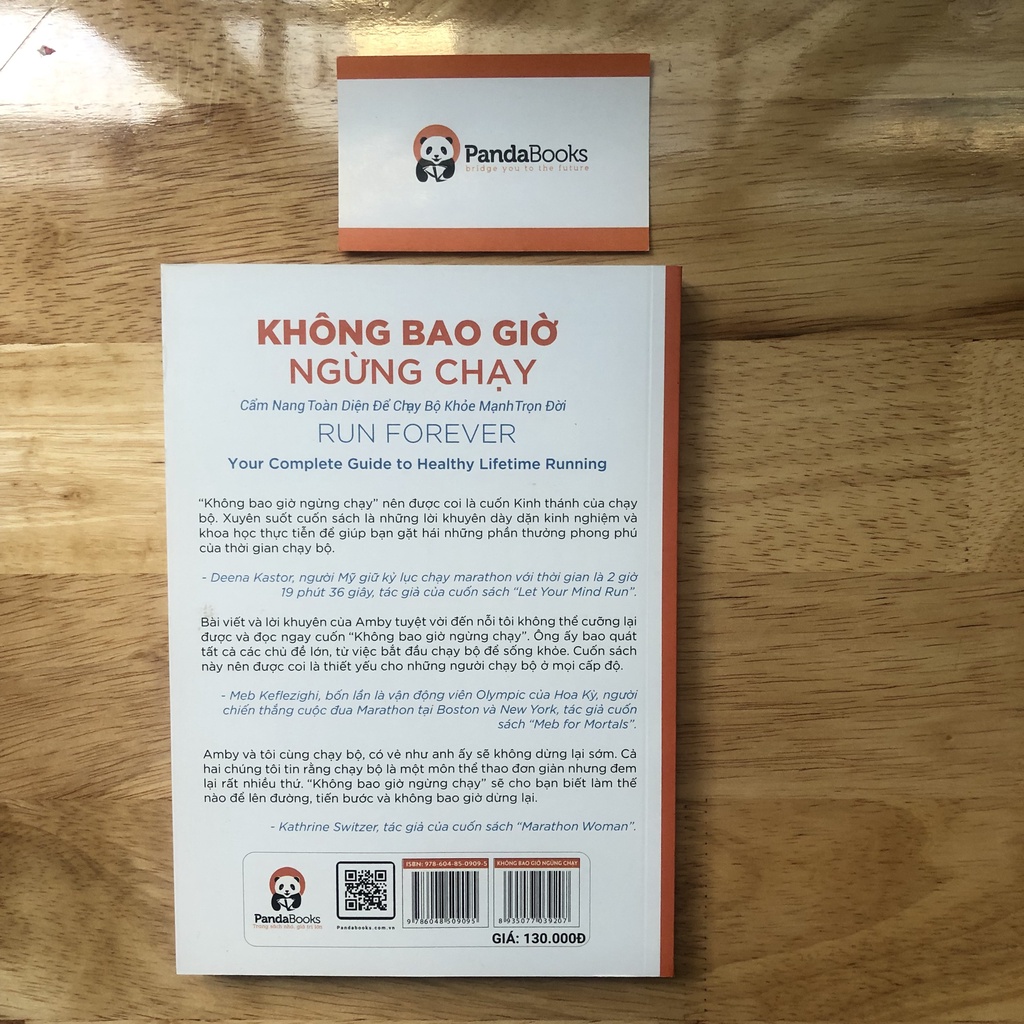 PandaBooks
bridge you to the future
KHÔNG BAO GIỜ
NGỪNG CHẠY
Cẩm Nang Toàn Diện Để Chạy Bộ Khỏe Mạnh Trọn Đời
RUN FOREVER
Your Complete Guide to Healthy Lifetime Running
“Không bao giờ ngừng chạy” nên được coi là cuốn Kinh thánh của chạy
bộ. Xuyên suốt cuốn sách là những lời khuyên dày dặn kinh nghiệm và
khoa học thực tiễn để giúp bạn gặt hái những phần thưởng phong phú
của thời gian chạy bộ.
- Deena Kastor, người Mỹ giữ kỷ lục chạy marathon với thời gian là 2 giờ
19 phút 36 giây, tác giả của cuốn sách “Let Your Mind Run”.
Bài viết và lời khuyên của Amby tuyệt vời đến nỗi tôi không thể cưỡng lại
được và đọc ngay cuốn “Không bao giờ ngừng chạy”. Ông ấy bao quát
tất cả các chủ đề lớn, từ việc bắt đầu chạy bộ để sống khỏe. Cuốn sách
này nên được coi là thiết yếu cho những người chạy bộ ở mọi cấp độ.
- Meb Keflezighi, bốn lần là vận động viên Olympic của Hoa Kỳ, người
chiến thắng cuộc đua Marathon tại Boston và New York, tác giả cuốn
sách “Meb for Mortals”.
Amby và tôi cùng chạy bộ, có vẻ như anh ấy sẽ không dừng lại sớm. Cả
hai chúng tôi tin rằng chạy bộ là một môn thể thao đơn giản nhưng đem
lại rất nhiều thứ. “Không bao giờ ngừng chạy” sẽ cho bạn biết làm thế
nào để lên đường, tiến bước và không bao giờ dừng lại.
- Kathrine Switzer, tác giả của cuốn sách “Marathon Woman”.
PandaBooks
Trang sách nhỏ, giá trị lớn
Pandabooks.com.vn
ISBN: 978-604-85-0909-5
9 786048 509095
KHÔNG BAO GIỜ NGỪNG CHẠY
8 935077 039207
GIÁ: 130.000Đ